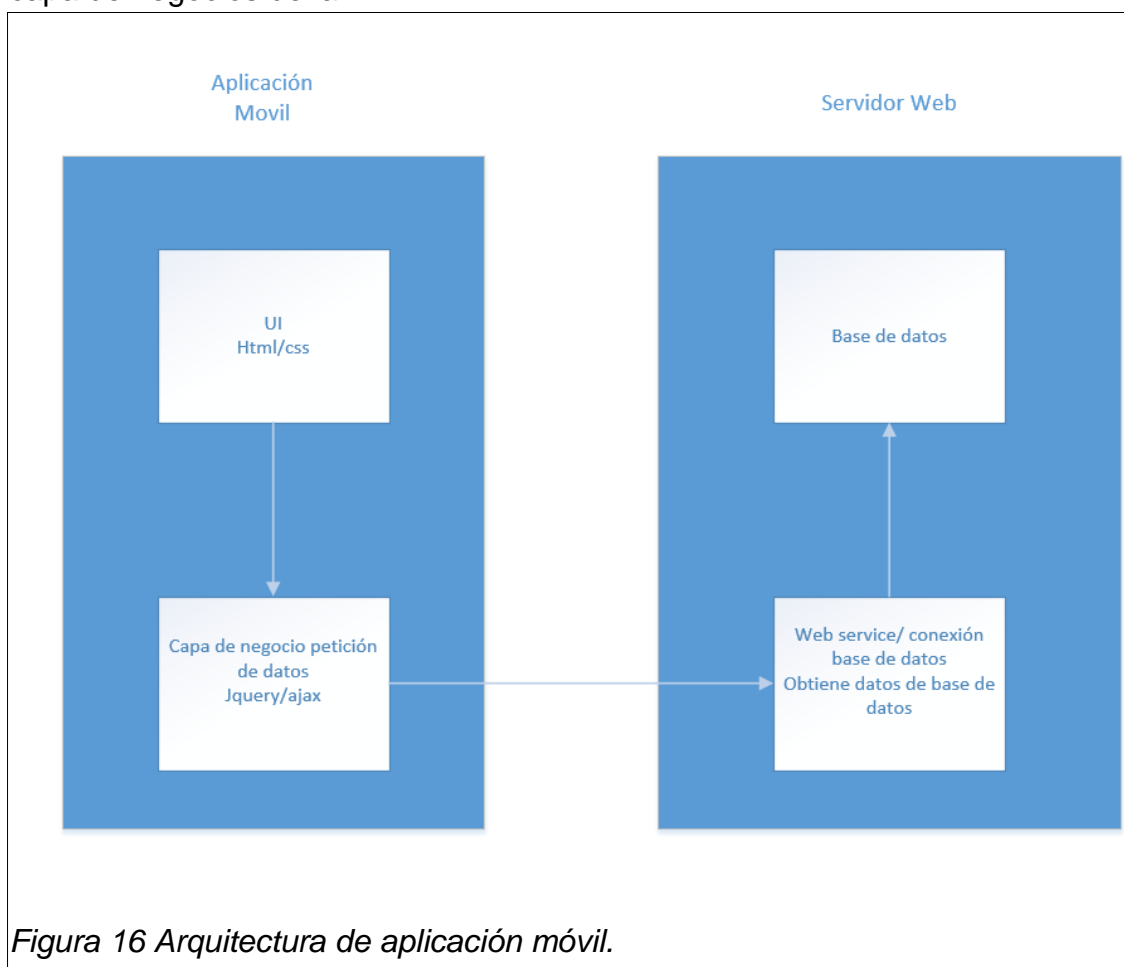 Aplicación
Movil
Servidor Web
UI
Html/css
Base de datos
Capa de negocio petición
de datos
Jquery/ajax
Web service/ conexión
base de datos
Obtiene datos de base de
datos
Figura 16 Arquitectura de aplicación móvil.